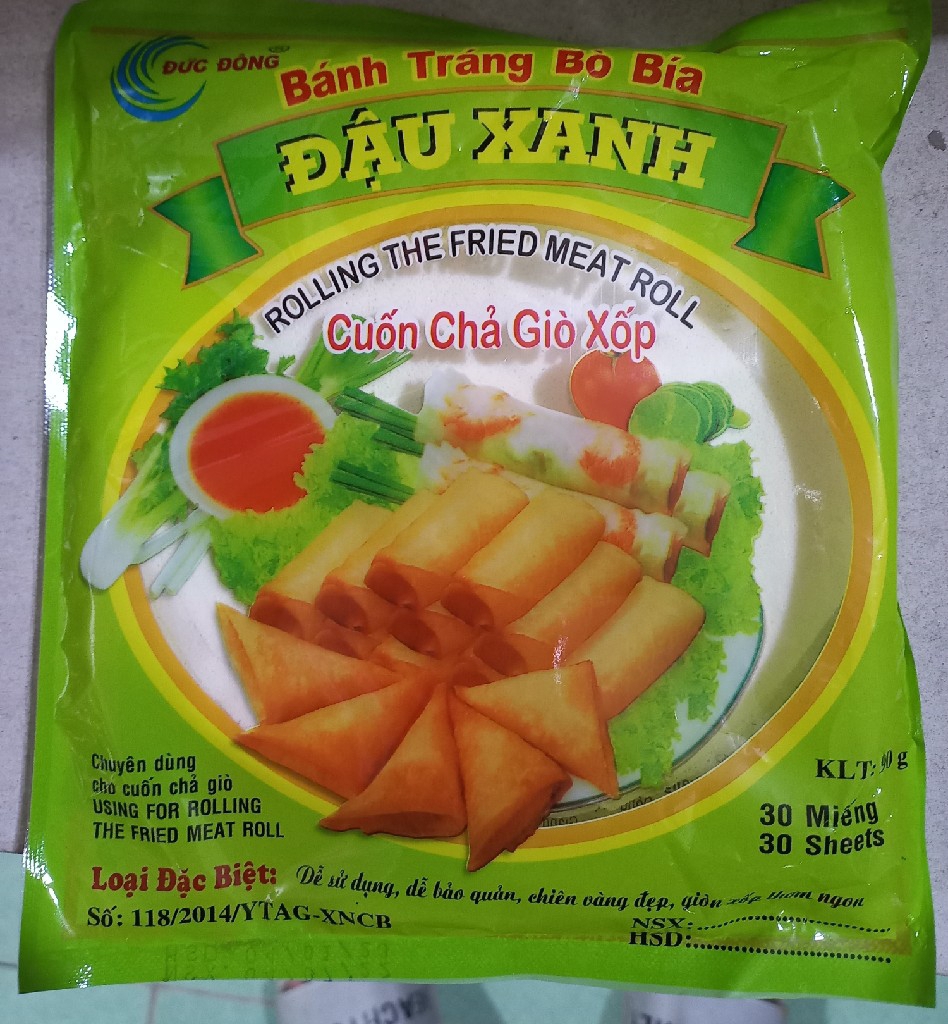 ĐỨC ĐÔNG ®
Bánh Tráng Bò Bía
ĐẬU XANH
ROLLING THE FRIED MEAT ROLL
Cuốn Chả Giò Xốp
Chuyên dùng
cho cuốn chả giò
USING FOR ROLLING
THE FRIED MEAT ROLL
KLT: 90 g
30 Miếng
30 Sheets
Loại Đặc Biệt: Dễ sử dụng, dễ bảo quản, chiên vàng đẹp, giòn xốp thơm ngon
Số: 118/2014/YTAG-XNCB
NSX:
HSD: